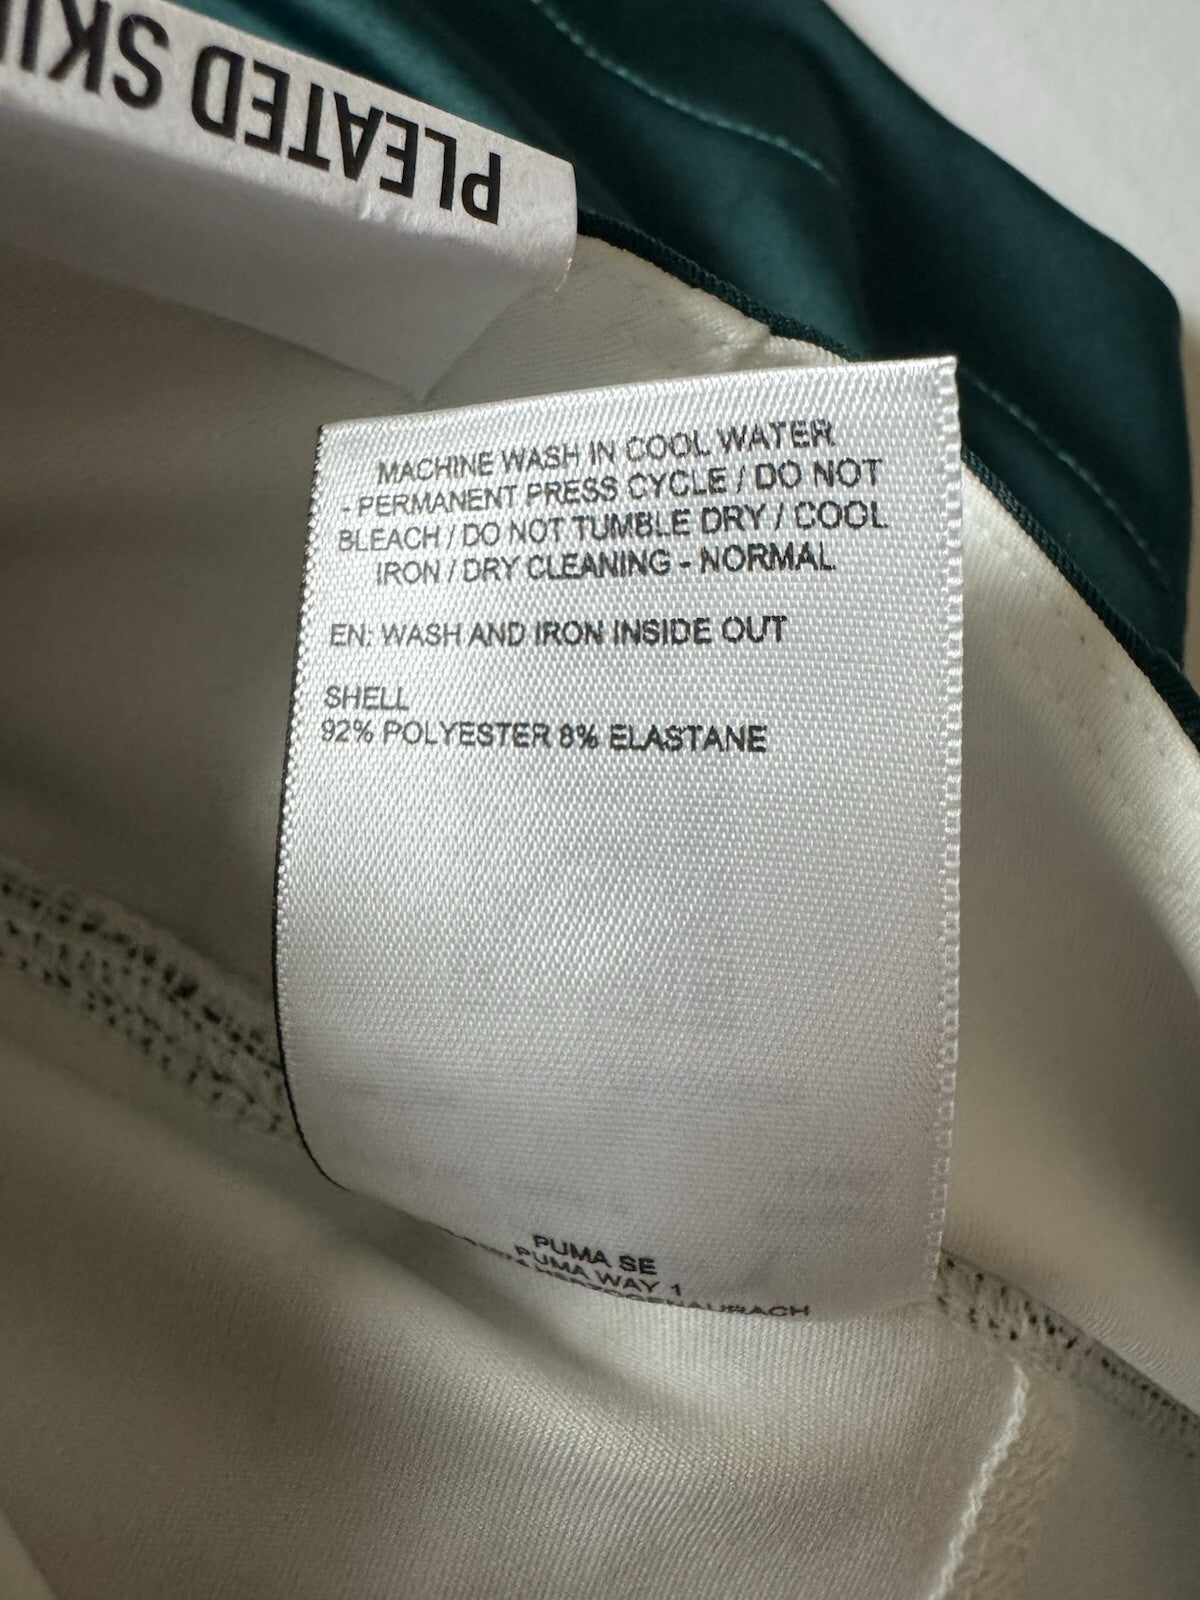 PLEATED SKI
MACHINE WASH IN COOL WATER
- PERMANENT PRESS CYCLE / DO NOT
BLEACH / DO NOT TUMBLE DRY / COOL
IRON / DRY CLEANING - NORMAL
EN: WASH AND IRON INSIDE OUT
SHELL
92% POLYESTER 8% ELASTANE
PUMA SE
PUMA WAY 1
HERZOGENAURACH